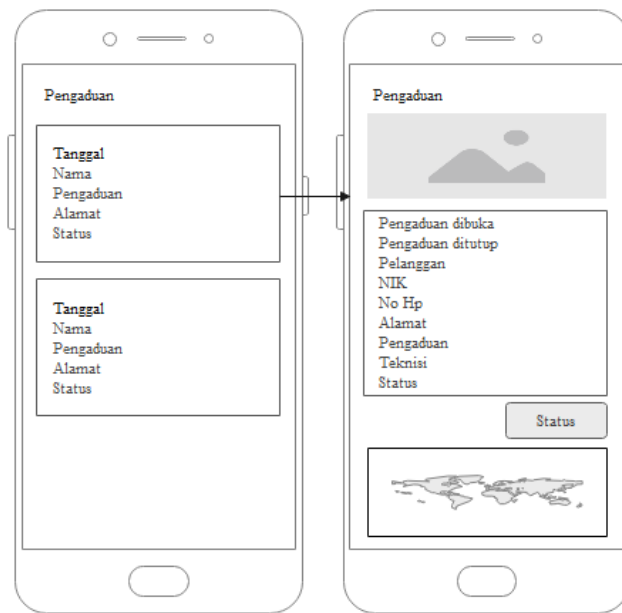 Pengaduan
Tanggal
Nama
Pengaduan
Alamat
Status
Tanggal
Nama
Pengaduan
Alamat
Status
Pengaduan
Pengaduan dibuka
Pengaduan ditutup
Pelanggan
NIK
No Hp
Alamat
Pengaduan
Teknisi
Status
Status